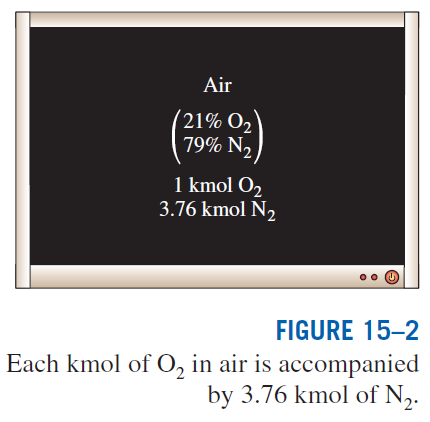 Air
(21% O₂
79% N₂)
1 kmol O₂
3.76 kmol N₂
FIGURE 15–2
Each kmol of O₂ in air is accompanied
by 3.76 kmol of N₂.